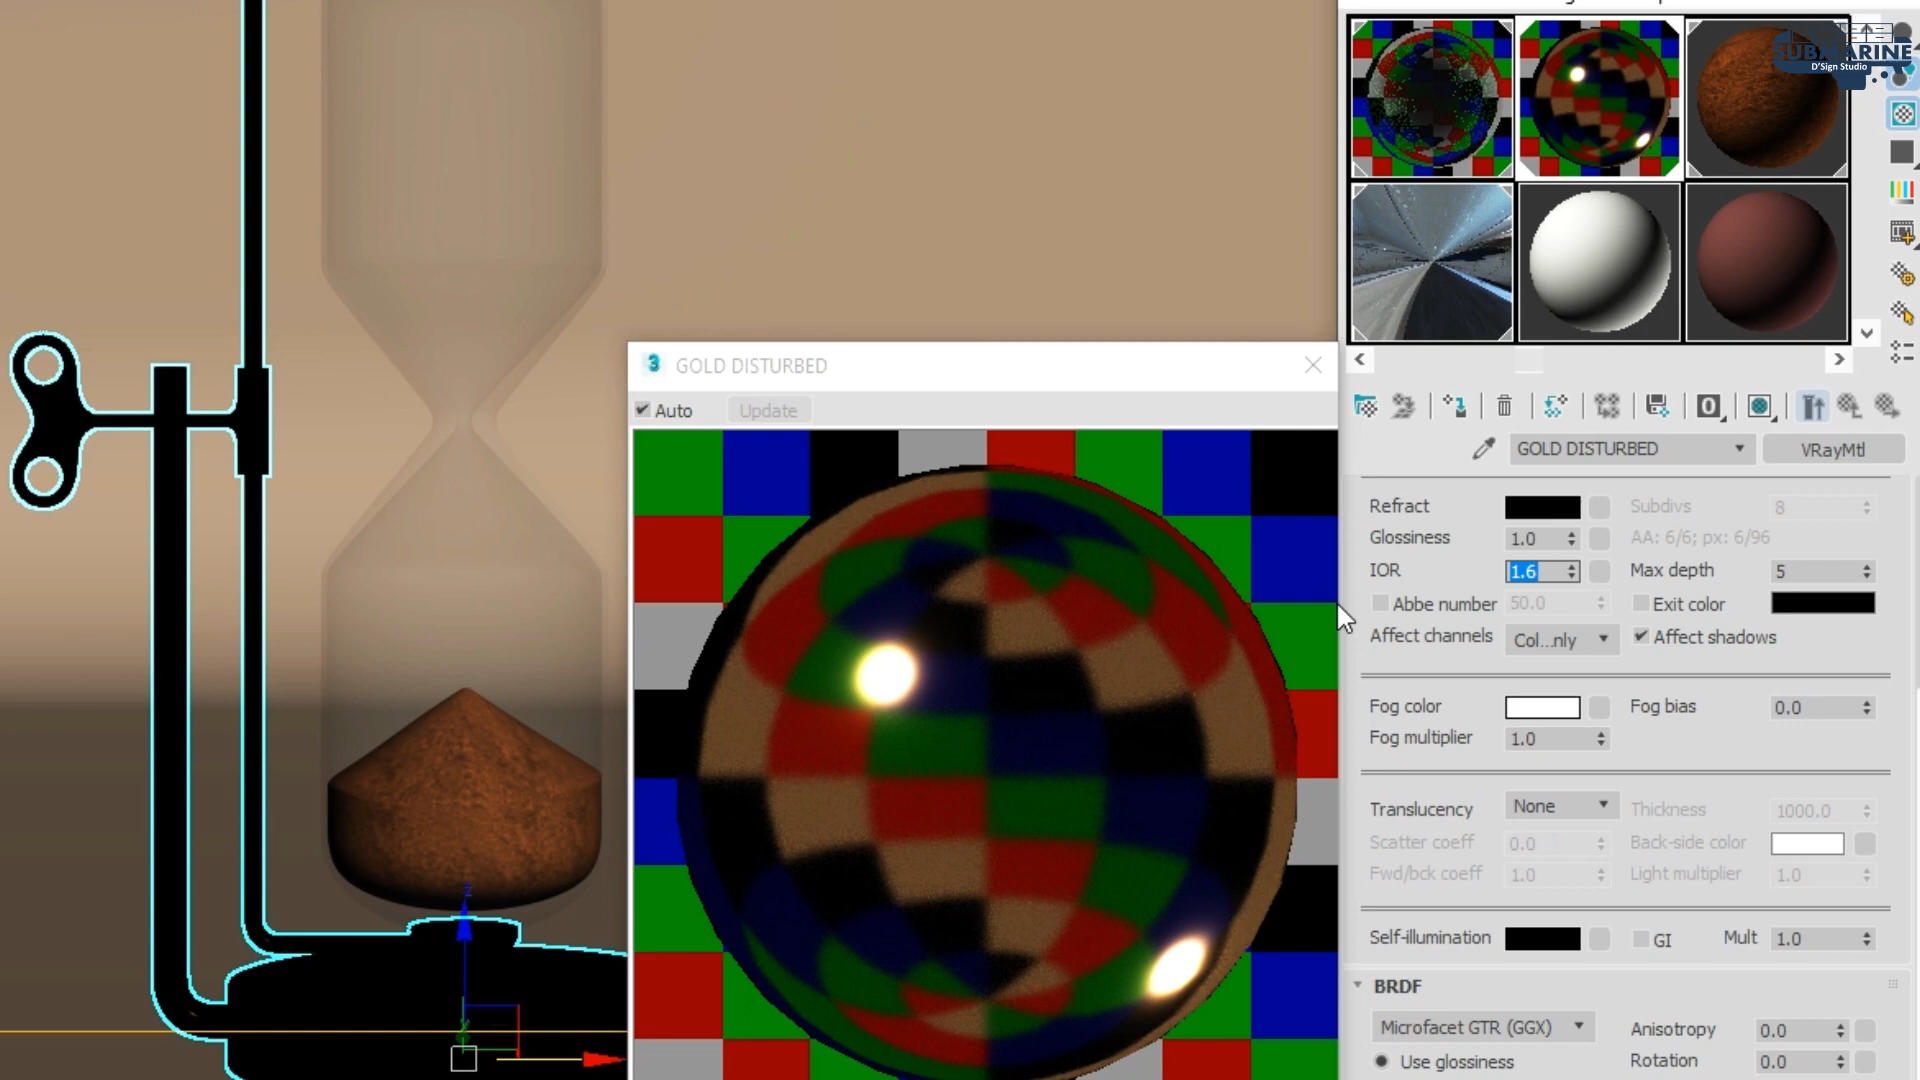 SUBMARINE
D'Sign Studio
3 GOLD DISTURBED
Auto Update
O
GOLD DISTURBED VRayMtl
Refract Subdivs 8
Glossiness 1.0 AA: 6/6; px: 6/96
IOR 1.6 Max depth 5
Abbe number 50.0 Exit color
Affect channels Col...nly Affect shadows
Fog color Fog bias 0.0
Fog multiplier 1.0
Translucency None Thickness 1000.0
Scatter coeff 0.0 Back-side color
Fwd/bck coeff 1.0 Light multiplier 1.0
Self-illumination GI Mult 1.0
BRDF
Microfacet GTR (GGX) Anisotropy 0.0
Use glossiness Rotation 0.0
z
y